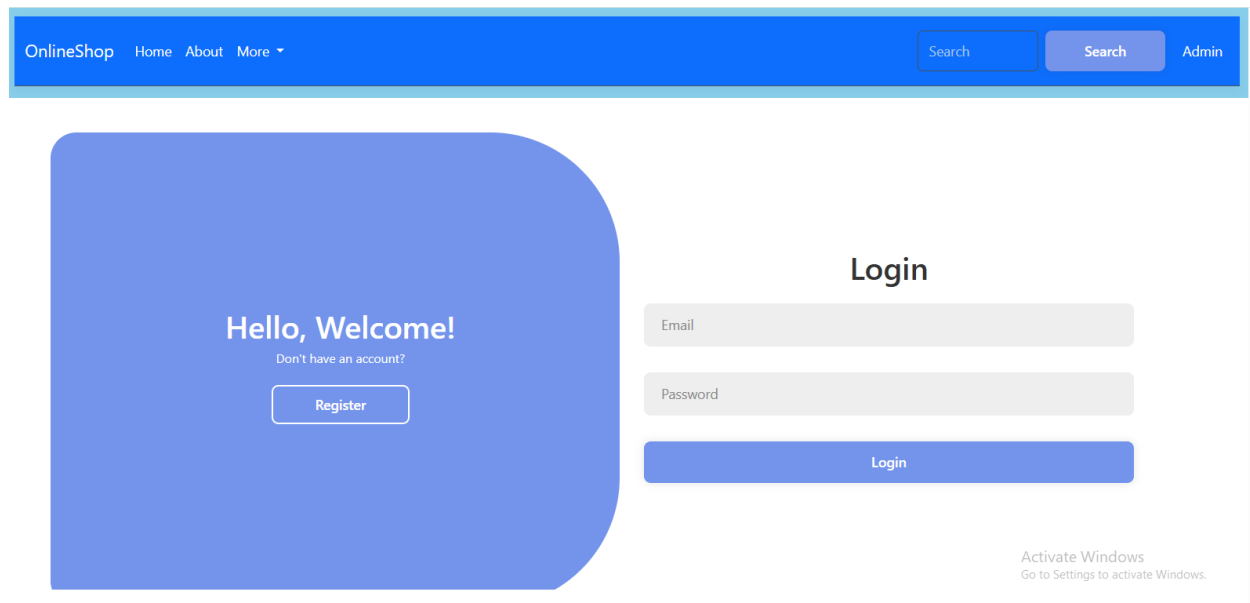 OnlineShop Home About More Search Search Admin
Hello, Welcome!
Don't have an account?
Register
Login
Email
Password
Login
Activate Windows
Go to Settings to activate Windows.